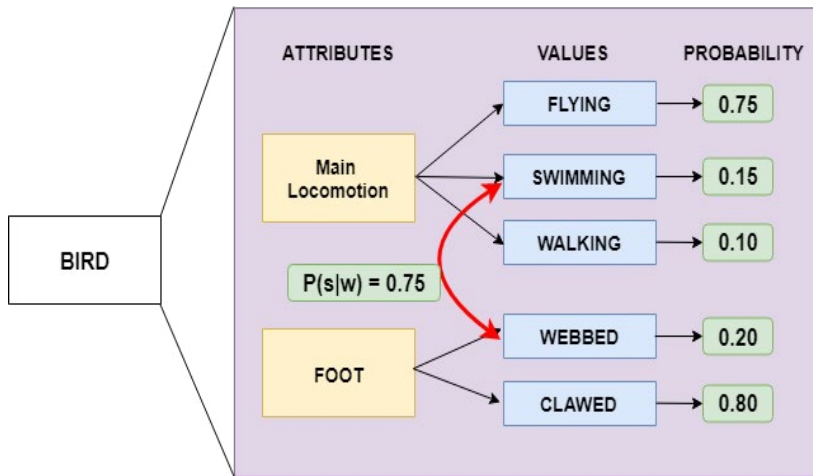 ATTRIBUTES VALUES PROBABILITY
FLYING 0.75
Main
Locomotion
SWIMMING 0.15
WALKING 0.10
BIRD
P(s|w) = 0.75
WEBBED 0.20
FOOT
CLAWED 0.80